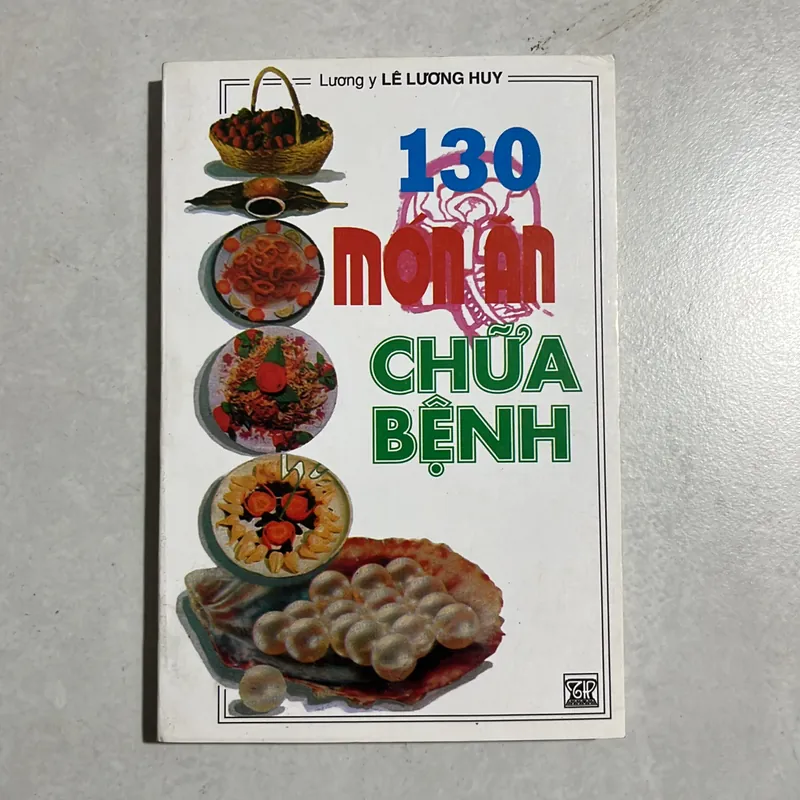 Lương y LÊ LƯƠNG HUY
130
MÓN ĂN
CHỮA
BỆNH